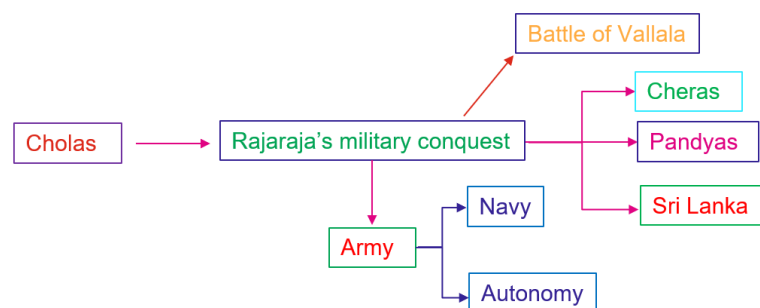 Battle of Vallala
Cheras
Cholas
Rajaraja's military conquest
Pandyas
Navy
Sri Lanka
Army
Autonomy